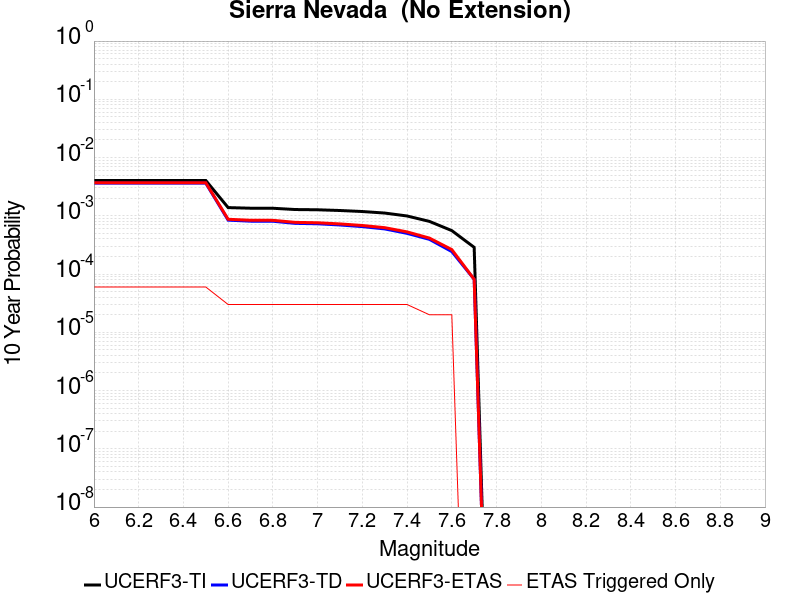 Sierra Nevada  (No Extension)
10^0
10^-1
10^-2
10^-3
10^-4
10^-5
10^-6
10^-7
10^-8
10 Year Probability
6 6.2 6.4 6.6 6.8 7 7.2 7.4 7.6 7.8 8 8.2 8.4 8.6 8.8 9
Magnitude
UCERF3-TI UCERF3-TD UCERF3-ETAS ETAS Triggered Only